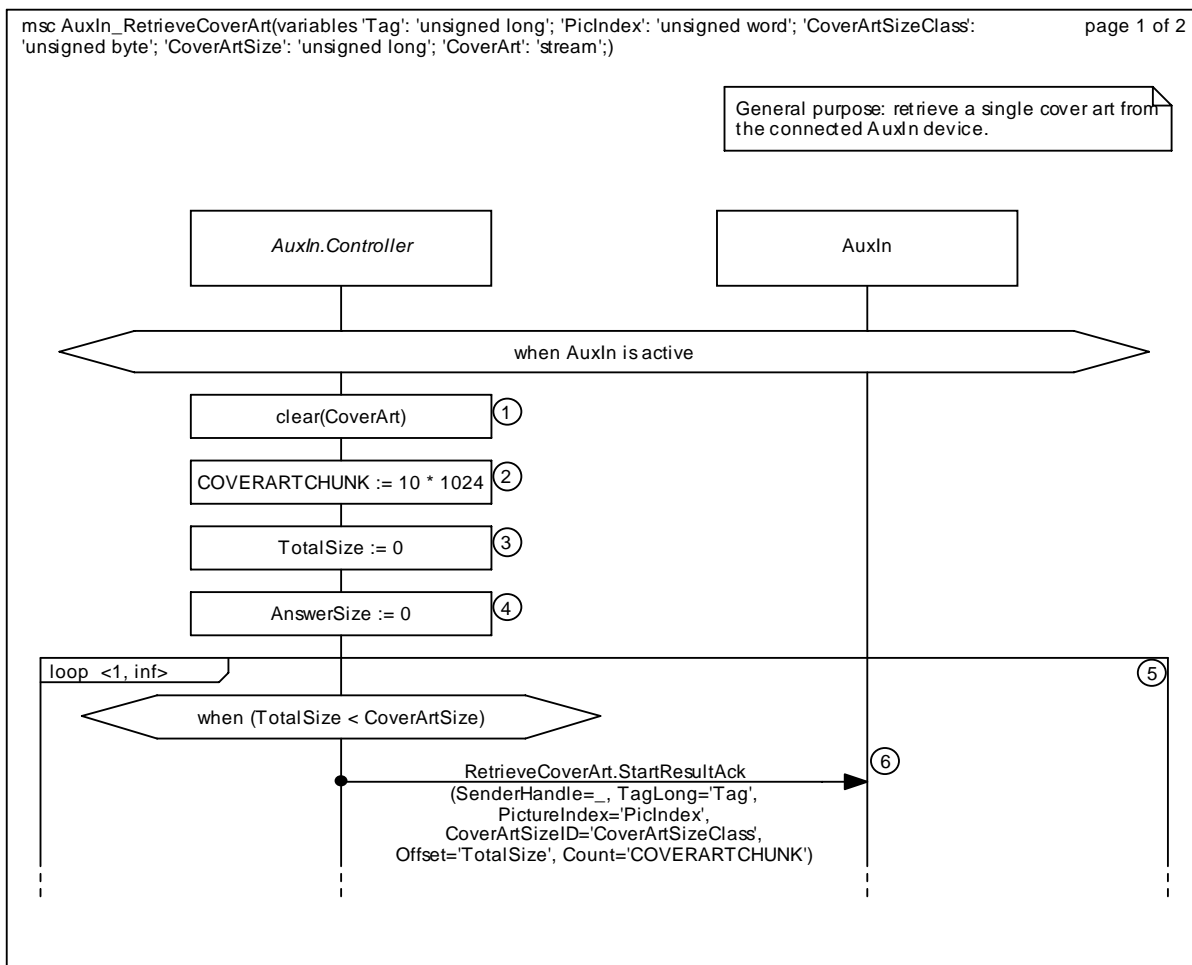 msc AuxIn_RetrieveCoverArt(variables 'Tag': 'unsigned long'; 'PicIndex': 'unsigned word'; 'CoverArtSizeClass':
page 1 of 2
'unsigned byte'; 'CoverArtSize': 'unsigned long'; 'CoverArt': 'stream';)
General purpose: retrieve a single cover art from
the connected AuxIn device.
AuxIn.Controller
AuxIn
when AuxIn is active
clear(CoverArt)
1
COVERARTCHUNK := 10 * 1024
2
TotalSize := 0
3
AnswerSize := 0
4
loop <1, inf>
5
when (TotalSize < CoverArtSize)
6
RetrieveCoverArt.StartResultAck
(SenderHandle=_, TagLong='Tag',
PictureIndex='PicIndex',
CoverArtSizeID='CoverArtSizeClass',
Offset='TotalSize', Count='COVERARTCHUNK')